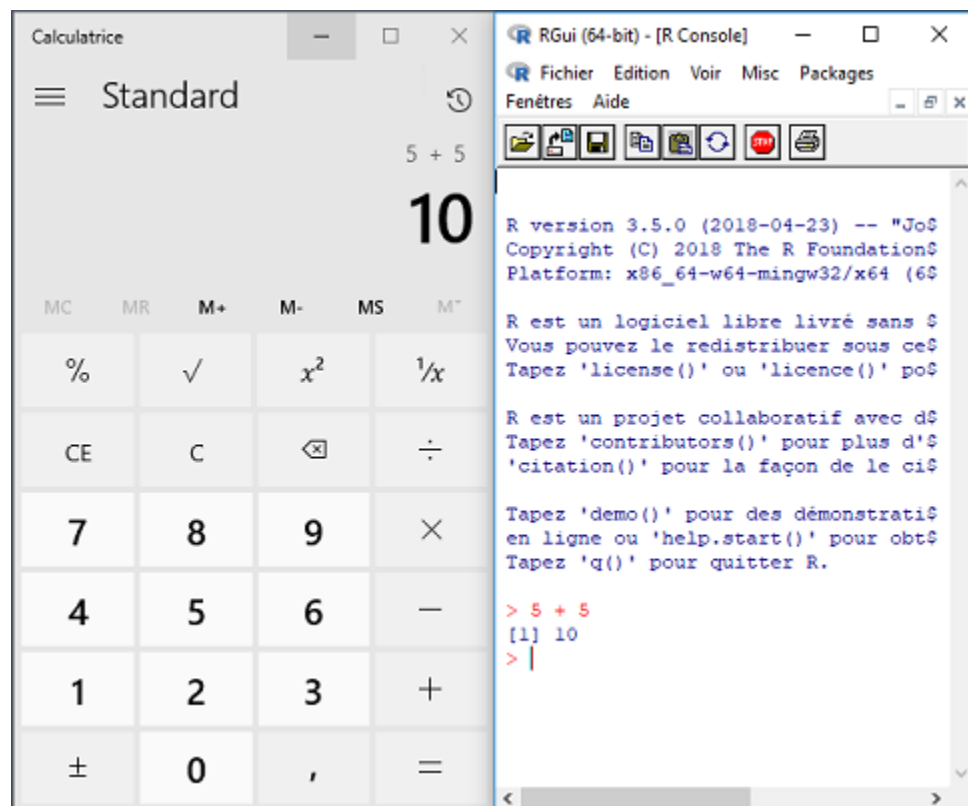 Calculatrice
Standard
5 + 5
10
MC MR M+ M- MS M˅
% √ x² ¹/x
CE C ÷
7 8 9 ×
4 5 6 −
1 2 3 +
± 0 , =
RGui (64-bit) - [R Console]
Fichier Edition Voir Misc Packages
Fenêtres Aide
STOP
R version 3.5.0 (2018-04-23) -- "Jo$
Copyright (C) 2018 The R Foundation$
Platform: x86_64-w64-mingw32/x64 (6$
R est un logiciel libre livré sans $
Vous pouvez le redistribuer sous ce$
Tapez 'license()' ou 'licence()' po$
R est un projet collaboratif avec d$
Tapez 'contributors()' pour plus d'$
'citation()' pour la façon de le ci$
Tapez 'demo()' pour des démonstrati$
en ligne ou 'help.start()' pour obt$
Tapez 'q()' pour quitter R.
> 5 + 5
[1] 10
>